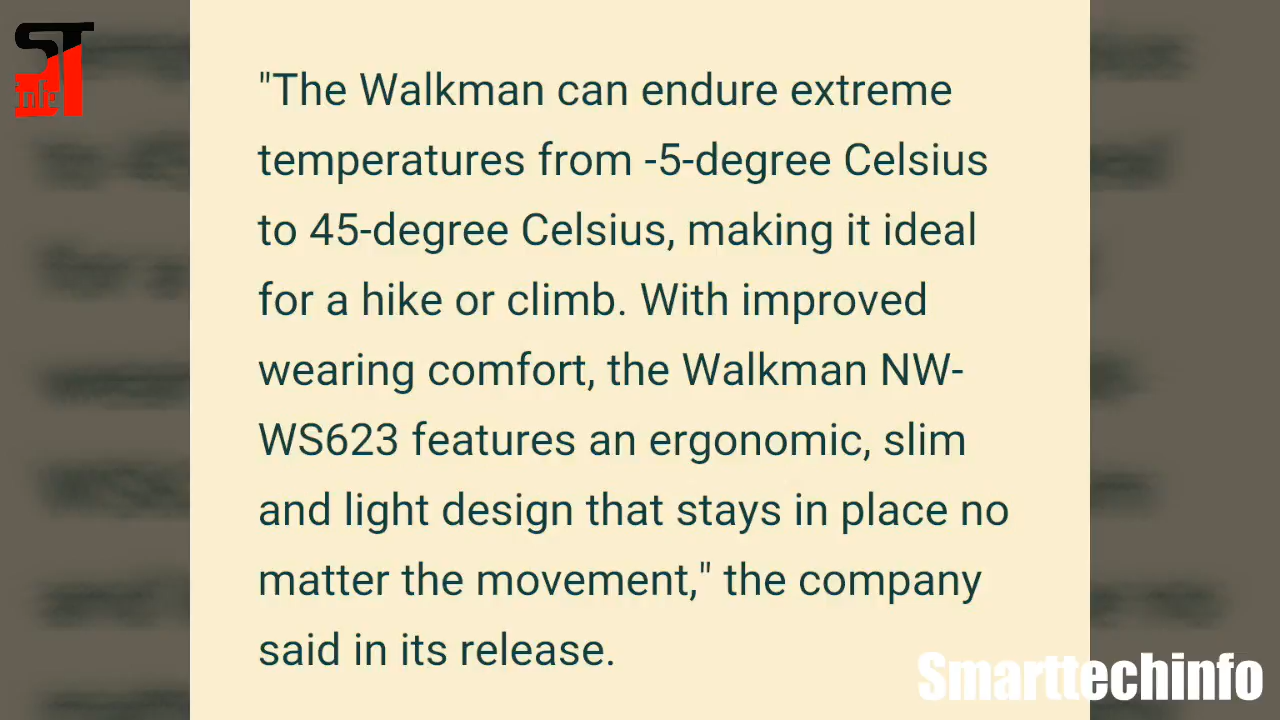 ST
info
"The Walkman can endure extreme
temperatures from -5-degree Celsius
to 45-degree Celsius, making it ideal
for a hike or climb. With improved
wearing comfort, the Walkman NW-
WS623 features an ergonomic, slim
and light design that stays in place no
matter the movement," the company
said in its release.
Smarttechinfo